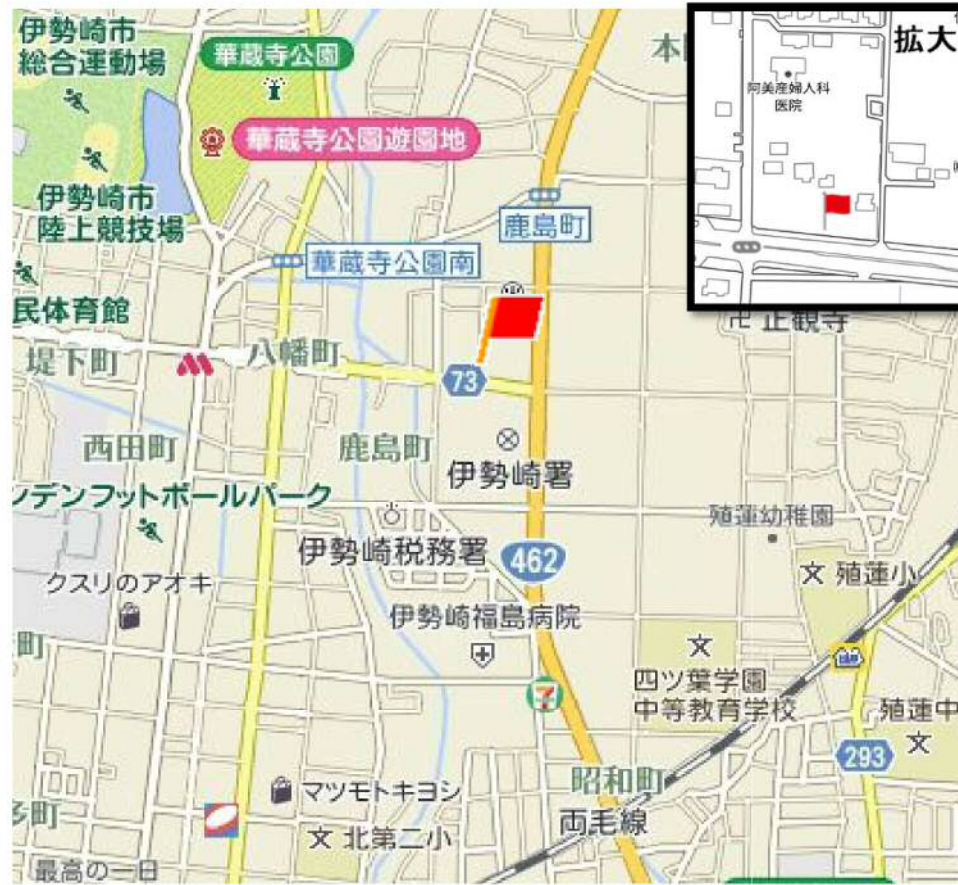 伊勢崎市
総合運動場
華蔵寺公園
華蔵寺公園遊園地
伊勢崎市
陸上競技場
本
拡大
阿美産婦人科
医院
鹿島町
華蔵寺公園南
民体育館
堤下町
八幡町
73
正観寺
西田町
鹿島町
伊勢崎署
ンデンフットボールパーク
殖蓮幼稚園
伊勢崎税務署
462
クスリのアオキ
殖蓮小
伊勢崎福島病院
町
四ツ葉学園
中等教育学校
殖蓮中
293
昭和町
マツモトキヨシ
両毛線
多町
北第二小
最高の一日